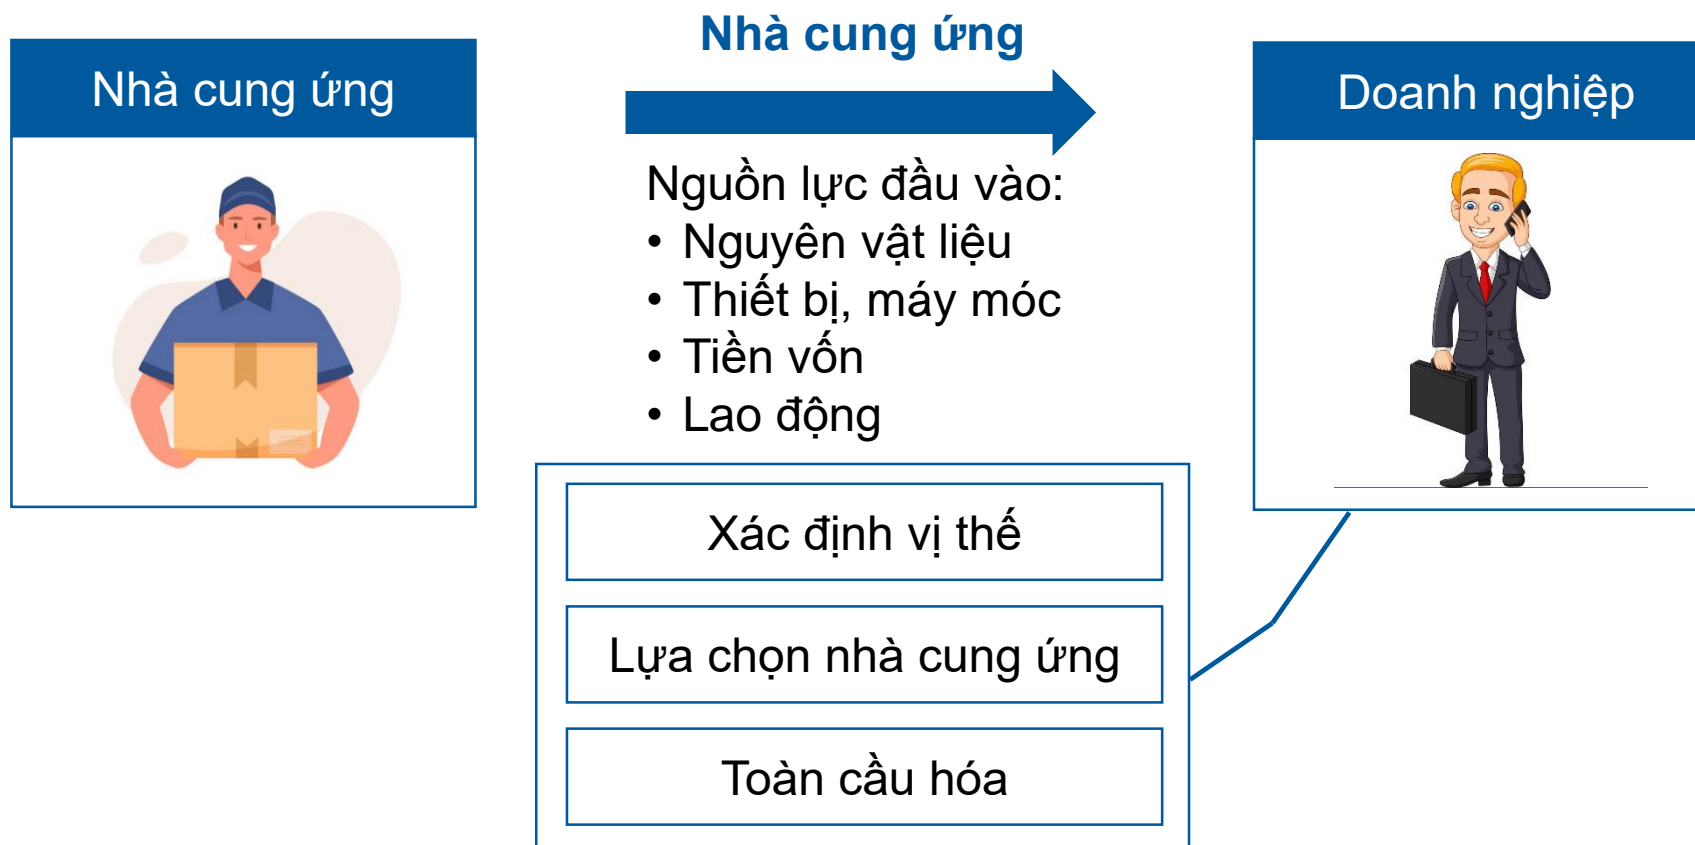 Nhà cung ứng
Nhà cung ứng
Doanh nghiệp
Nguồn lực đầu vào:
• Nguyên vật liệu
• Thiết bị, máy móc
• Tiền vốn
• Lao động
Xác định vị thế
Lựa chọn nhà cung ứng
Toàn cầu hóa